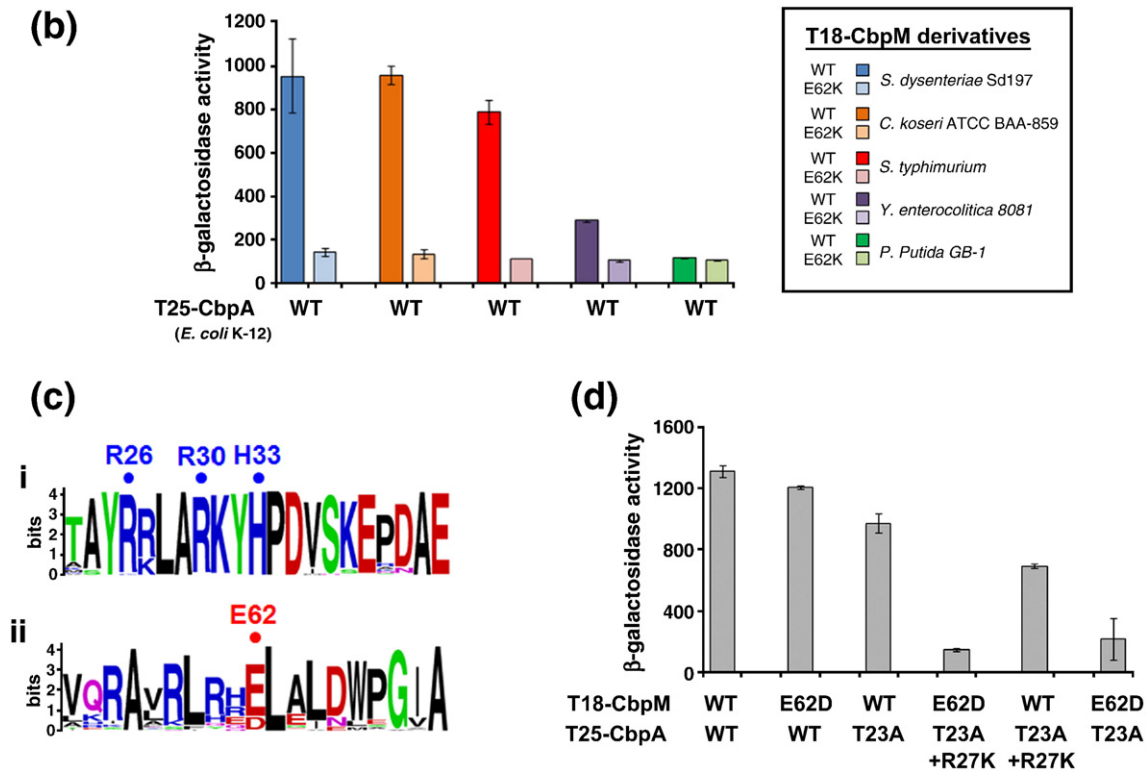 (b)
β-galactosidase activity
1200
1000
800
600
400
200
0
T25-CbpA WT WT WT WT WT
(E. coli K-12)
T18-CbpM derivatives
WT
E62K S. dysenteriae Sd197
WT
E62K C. koseri ATCC BAA-859
WT
E62K S. typhimurium
WT
E62K Y. enterocolitica 8081
WT
E62K P. Putida GB-1
(c)
R26 R30 H33
i
bits
4
3
2
1
0
TAYRRLARKYHPDVSKEPDAE
E62
ii
bits
4
3
2
1
0
VQRAVRLRHELALDWPGIA
(d)
β-galactosidase activity
1600
1200
800
400
0
T18-CbpM WT E62D WT E62D WT E62D
T25-CbpA WT WT T23A T23A T23A T23A
+R27K +R27K